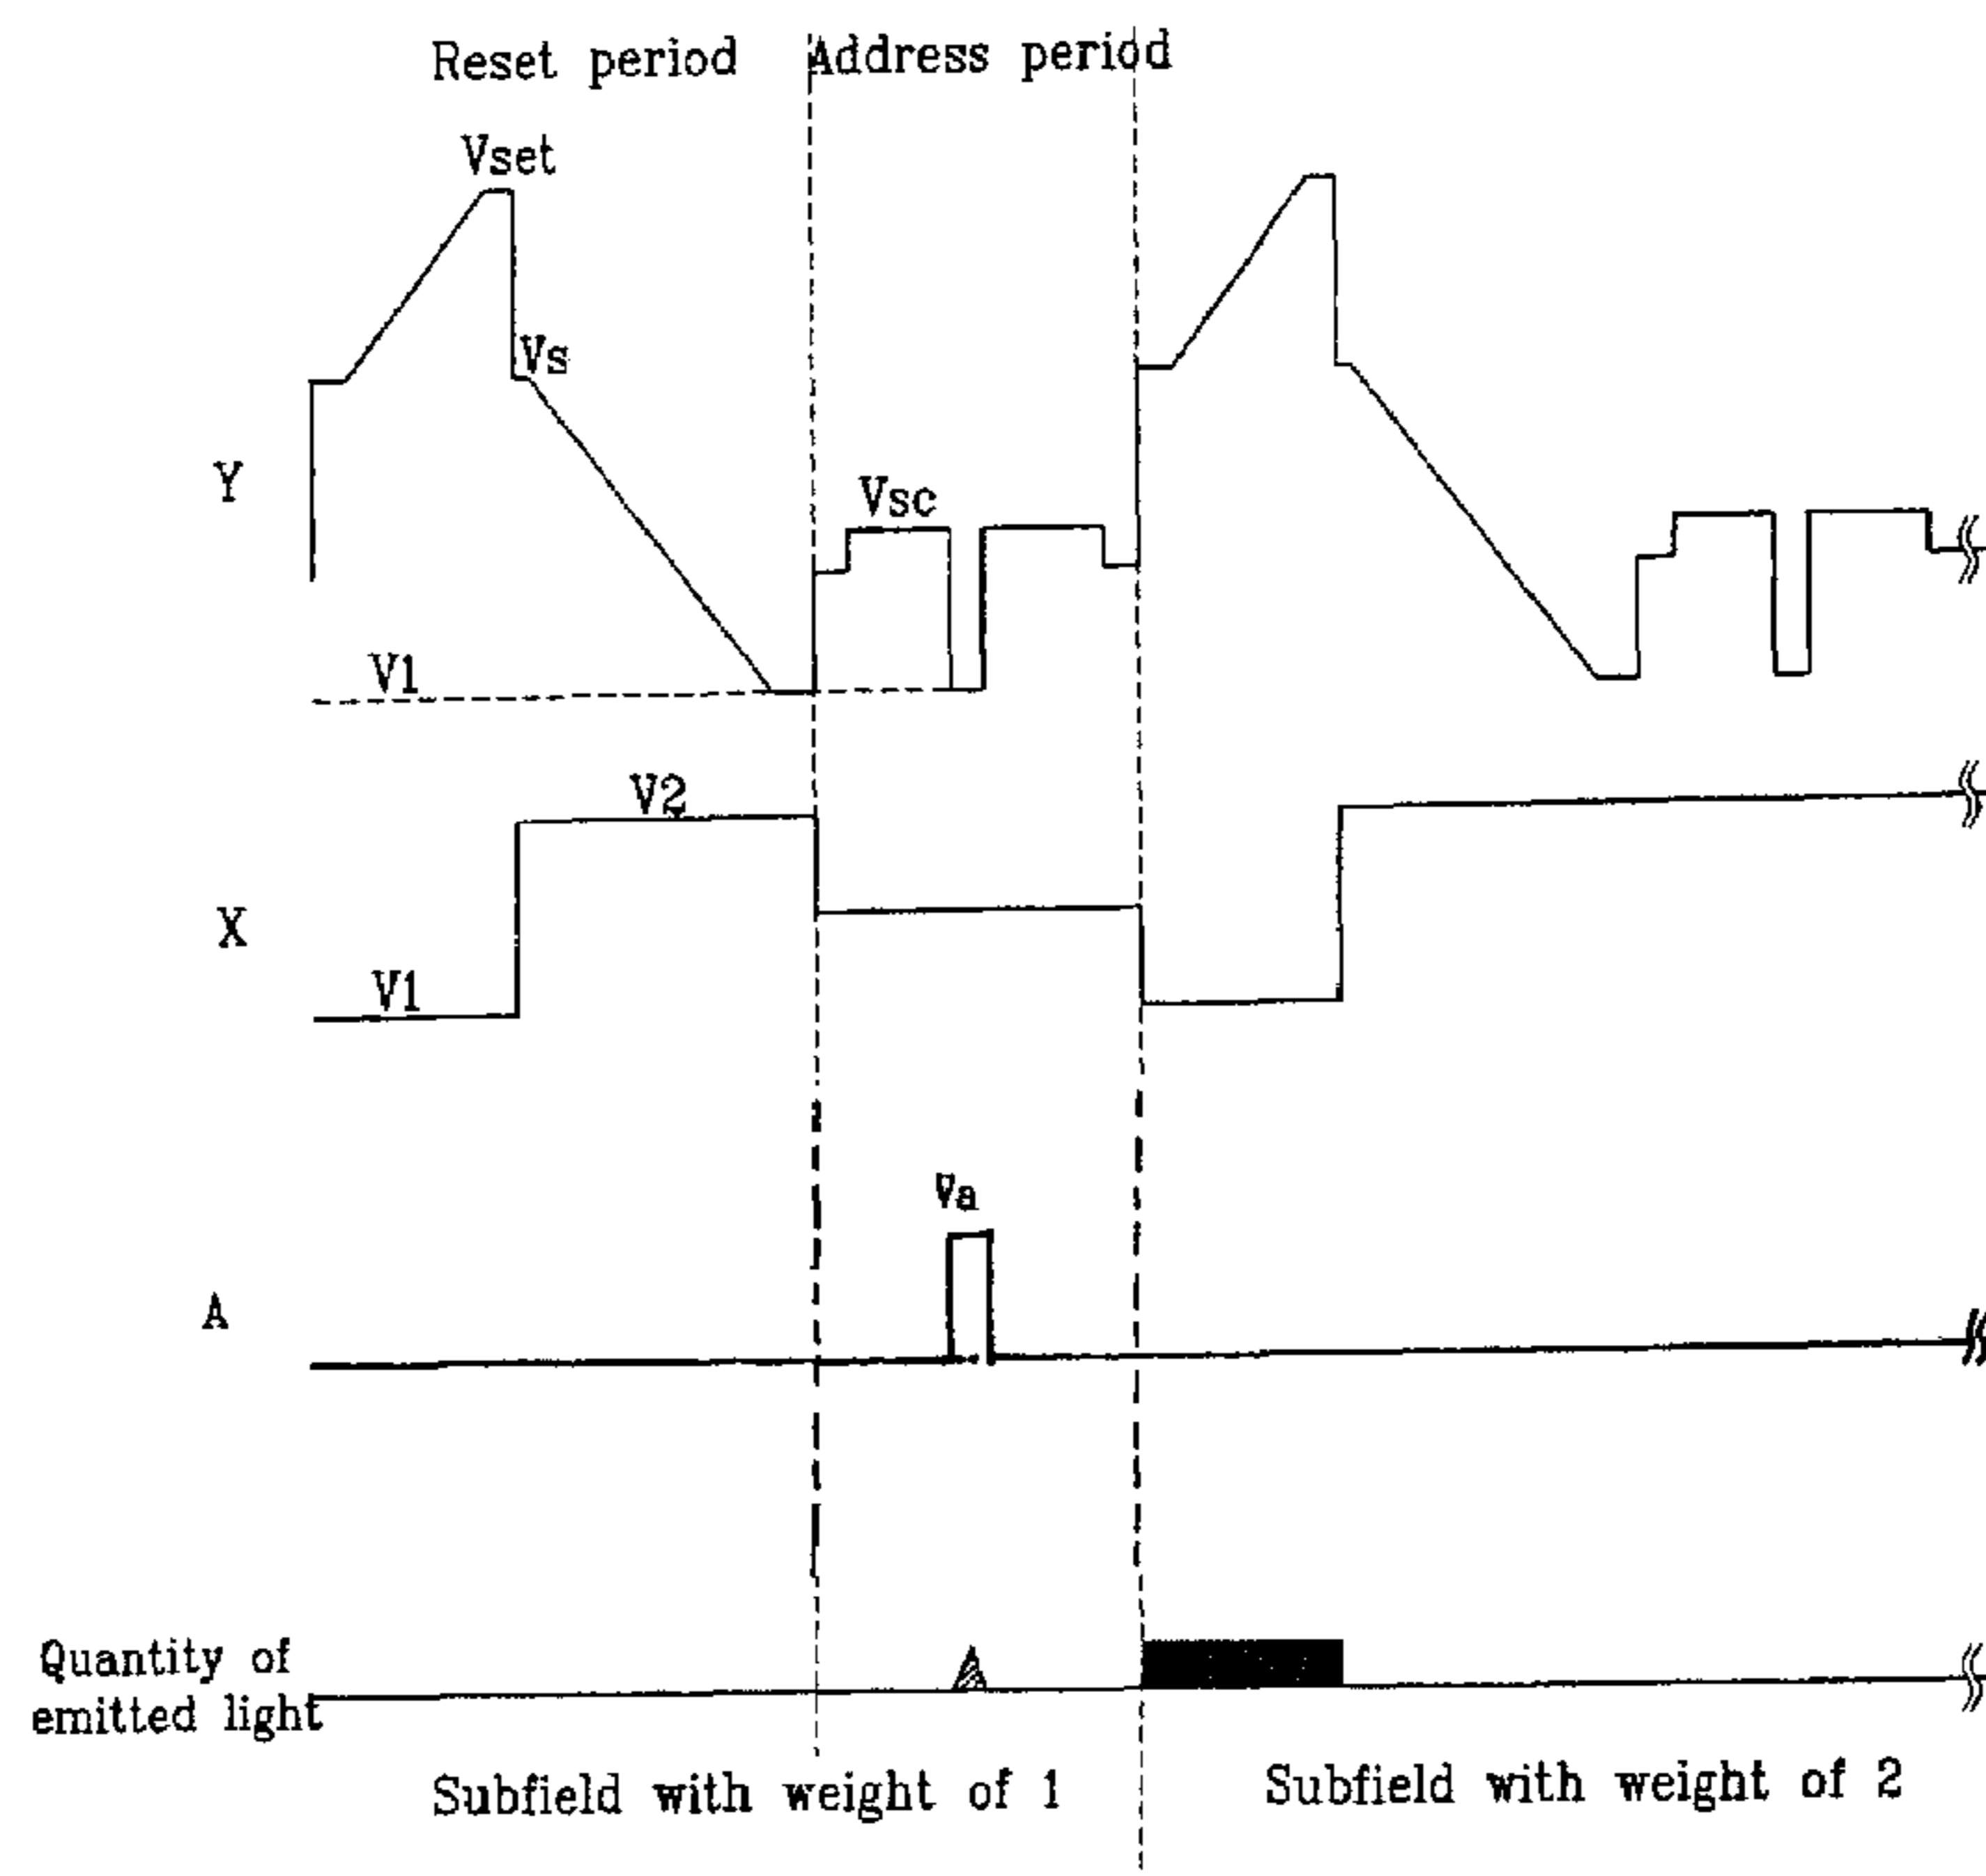 Reset period
Address period
Vset
Vs
Y
Vsc
V1
V2
X
V1
Va
A
Quantity of
emitted light
Subfield with weight of 1
Subfield with weight of 2